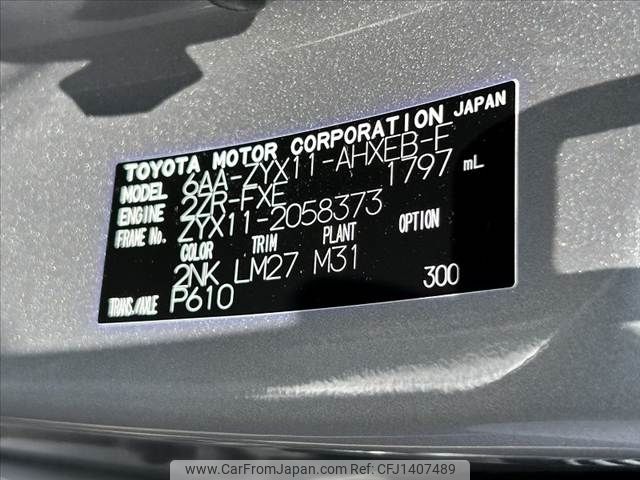 TOYOTA MOTOR CORPORATION JAPAN
MODEL 6AA-ZYX11-AHXEB-F
ENGINE 2ZR-FXE 1797 mL
FRAME No. ZYX11-2058373
COLOR TRIM PLANT OPTION
2NK LM27 M31
TRANS./AXLE P610 300
www.CarFromJapan.com #CFJ1407489